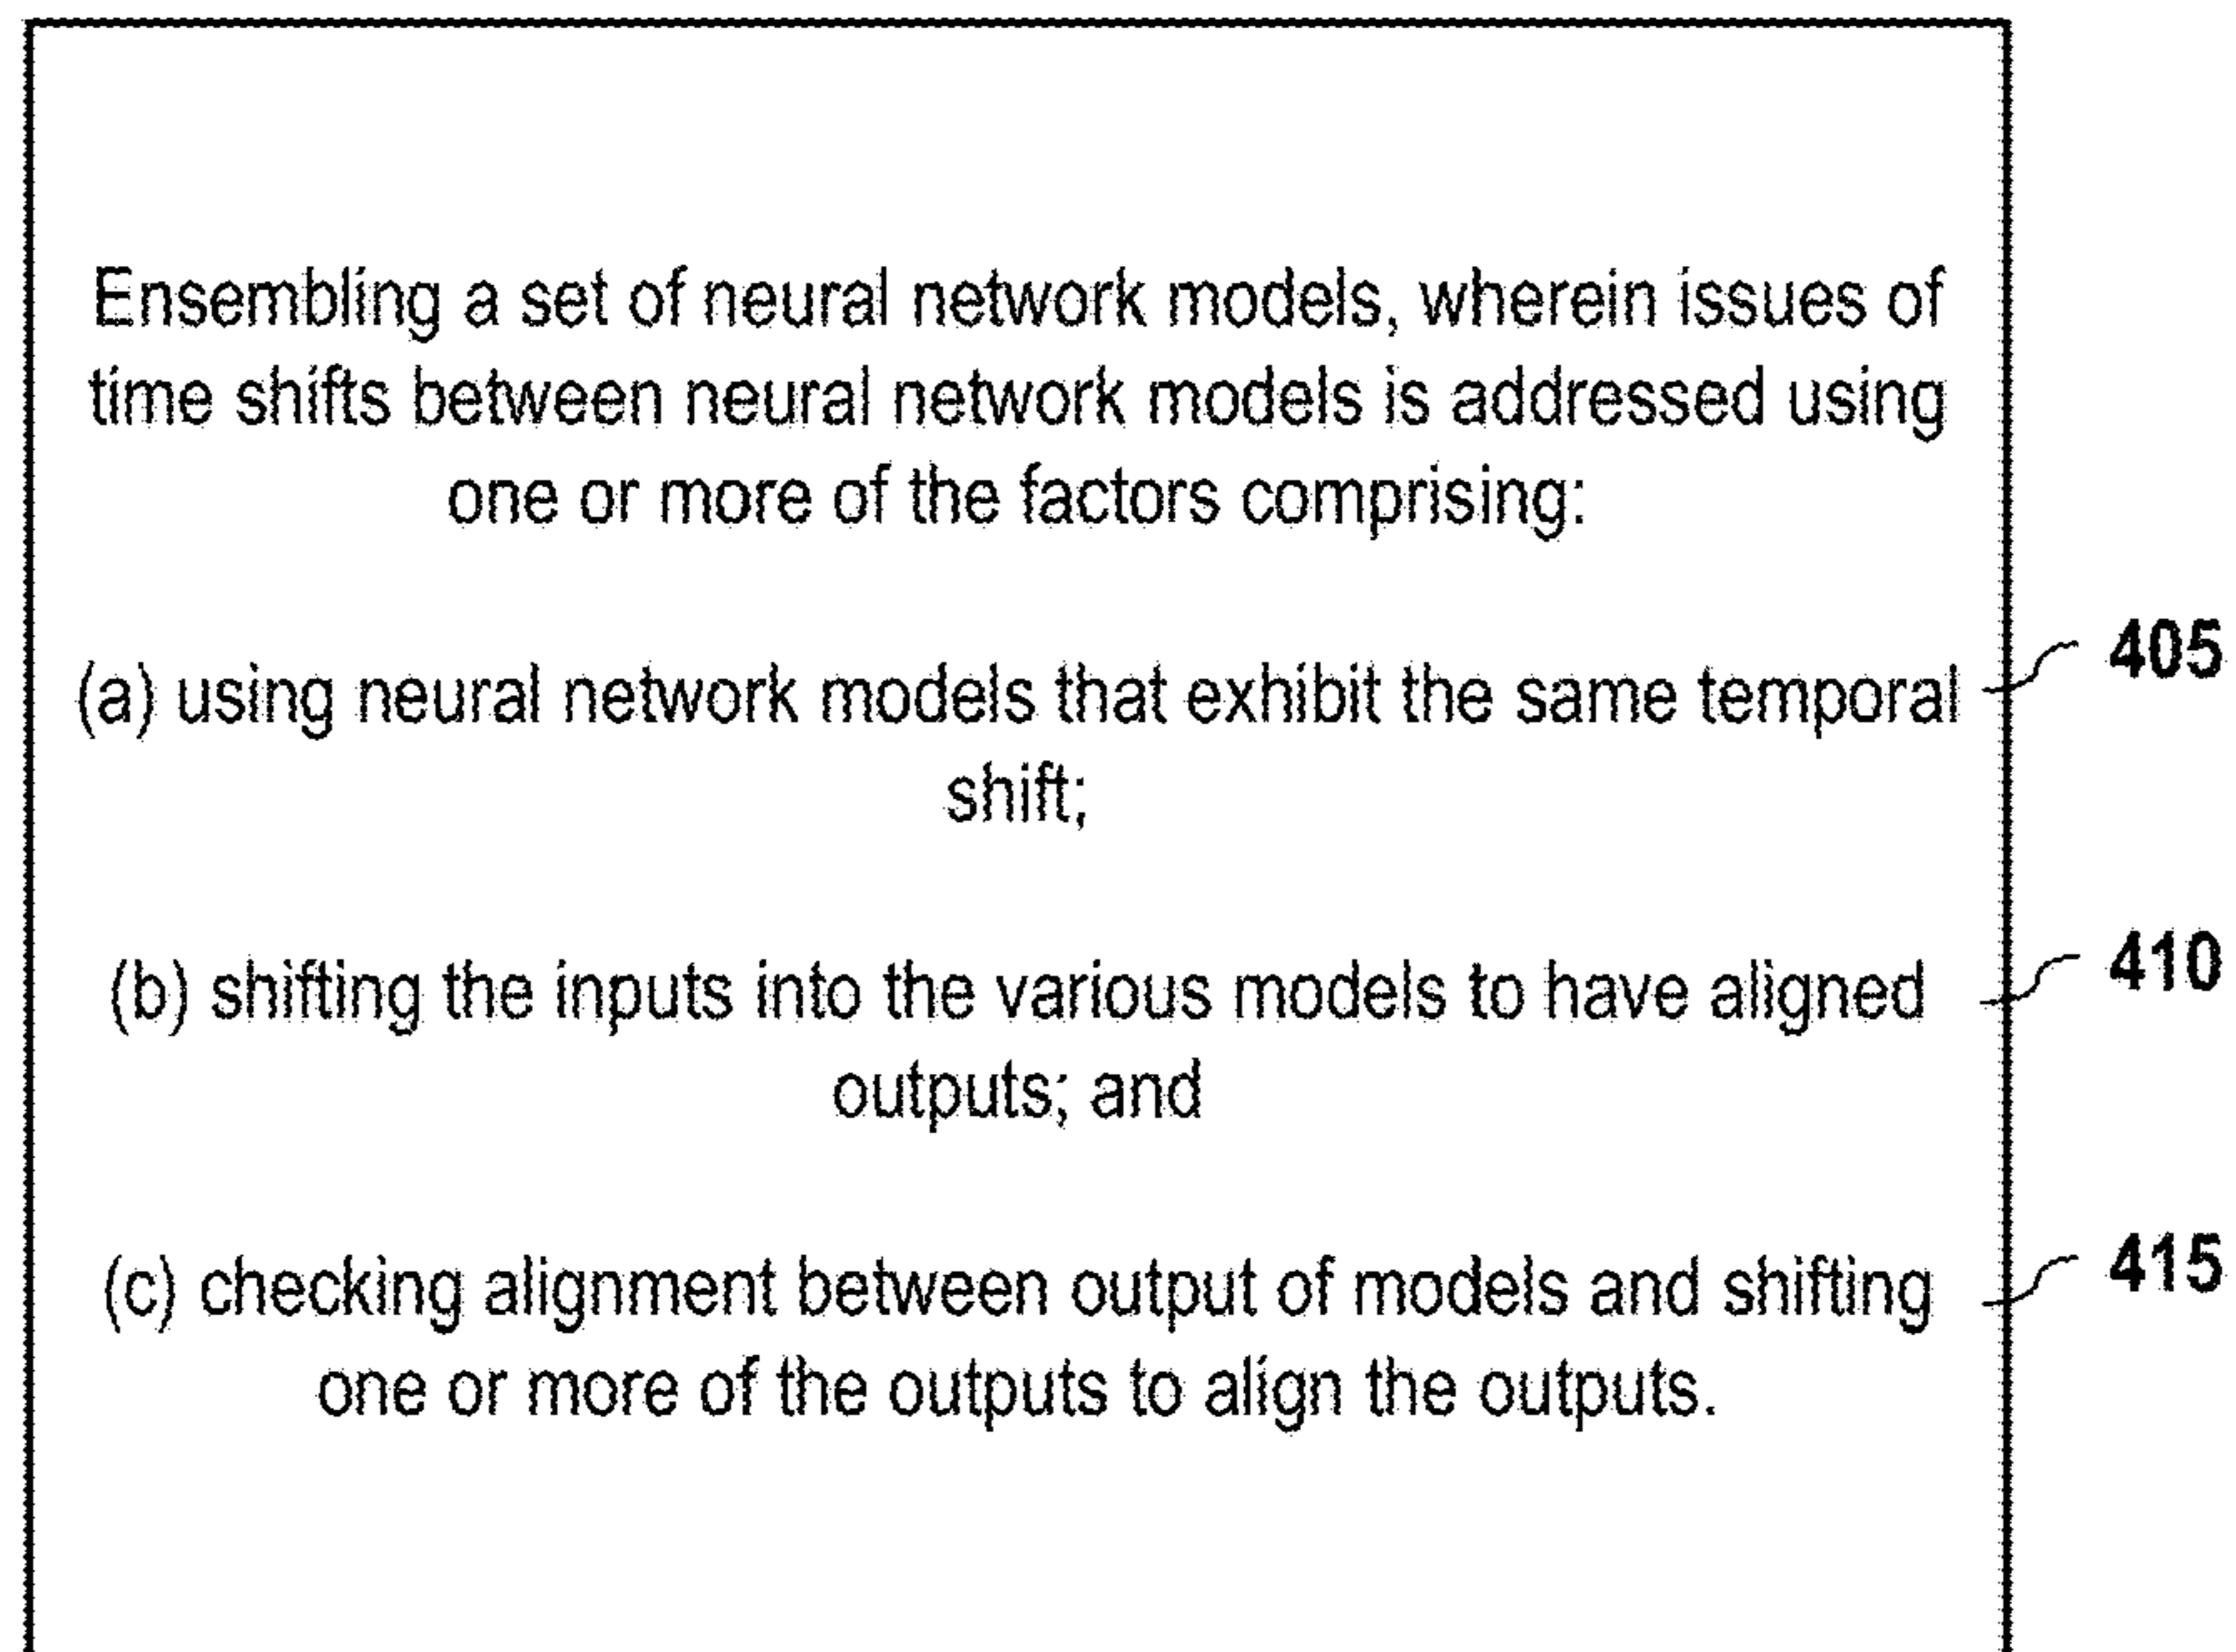 Ensembling a set of neural network models, wherein issues of
time shifts between neural network models is addressed using
one or more of the factors comprising:
405
(a) using neural network models that exhibit the same temporal
shift;
410
(b) shifting the inputs into the various models to have aligned
outputs; and
415
(c) checking alignment between output of models and shifting
one or more of the outputs to align the outputs.